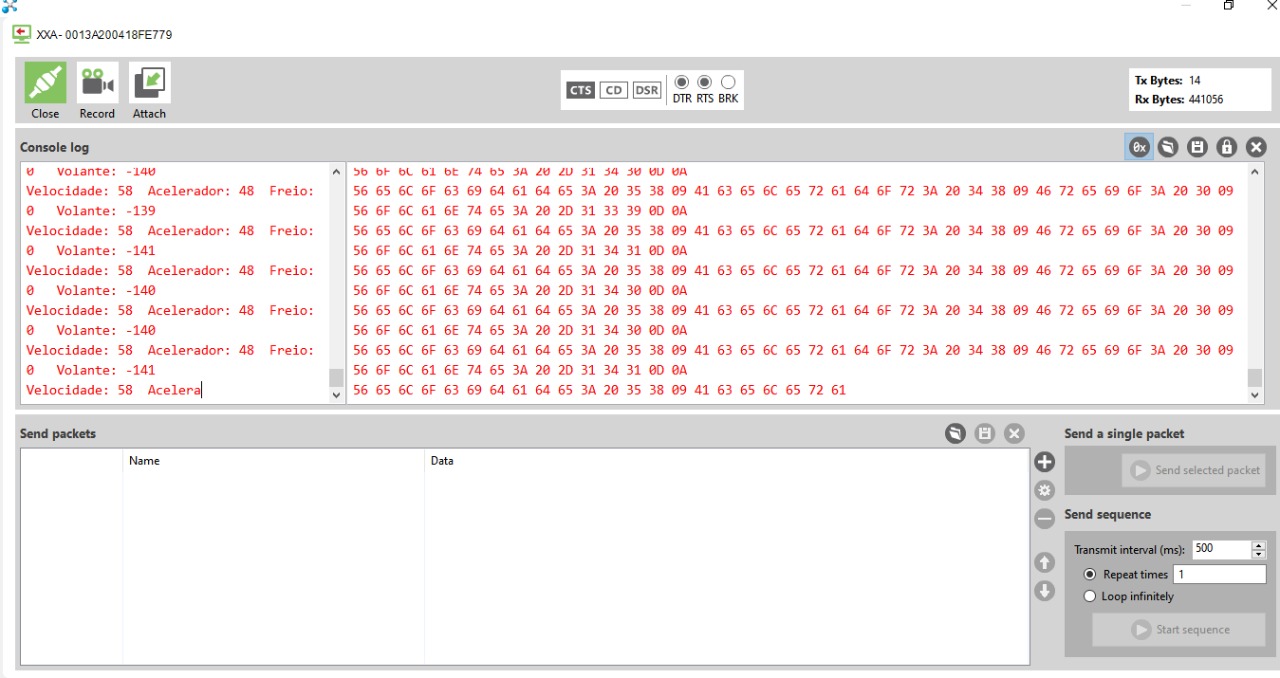 XXA - 0013A200418FE779
Close Record Attach
CTS CD DSR DTR RTS BRK
Tx Bytes: 14
Rx Bytes: 441056
Console log
0x
0 Volante: -140
Velocidade: 58 Acelerador: 48 Freio:
0 Volante: -139
Velocidade: 58 Acelerador: 48 Freio:
0 Volante: -141
Velocidade: 58 Acelerador: 48 Freio:
0 Volante: -140
Velocidade: 58 Acelerador: 48 Freio:
0 Volante: -140
Velocidade: 58 Acelerador: 48 Freio:
0 Volante: -141
Velocidade: 58 Acelera
56 6F 6C 61 6E 74 65 3A 20 2D 31 34 30 0D 0A
56 65 6C 6F 63 69 64 61 64 65 3A 20 35 38 09 41 63 65 6C 65 72 61 64 6F 72 3A 20 34 38 09 46 72 65 69 6F 3A 20 30 09
56 6F 6C 61 6E 74 65 3A 20 2D 31 33 39 0D 0A
56 65 6C 6F 63 69 64 61 64 65 3A 20 35 38 09 41 63 65 6C 65 72 61 64 6F 72 3A 20 34 38 09 46 72 65 69 6F 3A 20 30 09
56 6F 6C 61 6E 74 65 3A 20 2D 31 34 31 0D 0A
56 65 6C 6F 63 69 64 61 64 65 3A 20 35 38 09 41 63 65 6C 65 72 61 64 6F 72 3A 20 34 38 09 46 72 65 69 6F 3A 20 30 09
56 6F 6C 61 6E 74 65 3A 20 2D 31 34 30 0D 0A
56 65 6C 6F 63 69 64 61 64 65 3A 20 35 38 09 41 63 65 6C 65 72 61 64 6F 72 3A 20 34 38 09 46 72 65 69 6F 3A 20 30 09
56 6F 6C 61 6E 74 65 3A 20 2D 31 34 30 0D 0A
56 65 6C 6F 63 69 64 61 64 65 3A 20 35 38 09 41 63 65 6C 65 72 61 64 6F 72 3A 20 34 38 09 46 72 65 69 6F 3A 20 30 09
56 6F 6C 61 6E 74 65 3A 20 2D 31 34 31 0D 0A
56 65 6C 6F 63 69 64 61 64 65 3A 20 35 38 09 41 63 65 6C 65 72 61
Send packets
Name Data
Send a single packet
Send selected packet
Send sequence
Transmit interval (ms): 500
Repeat times 1
Loop infinitely
Start sequence